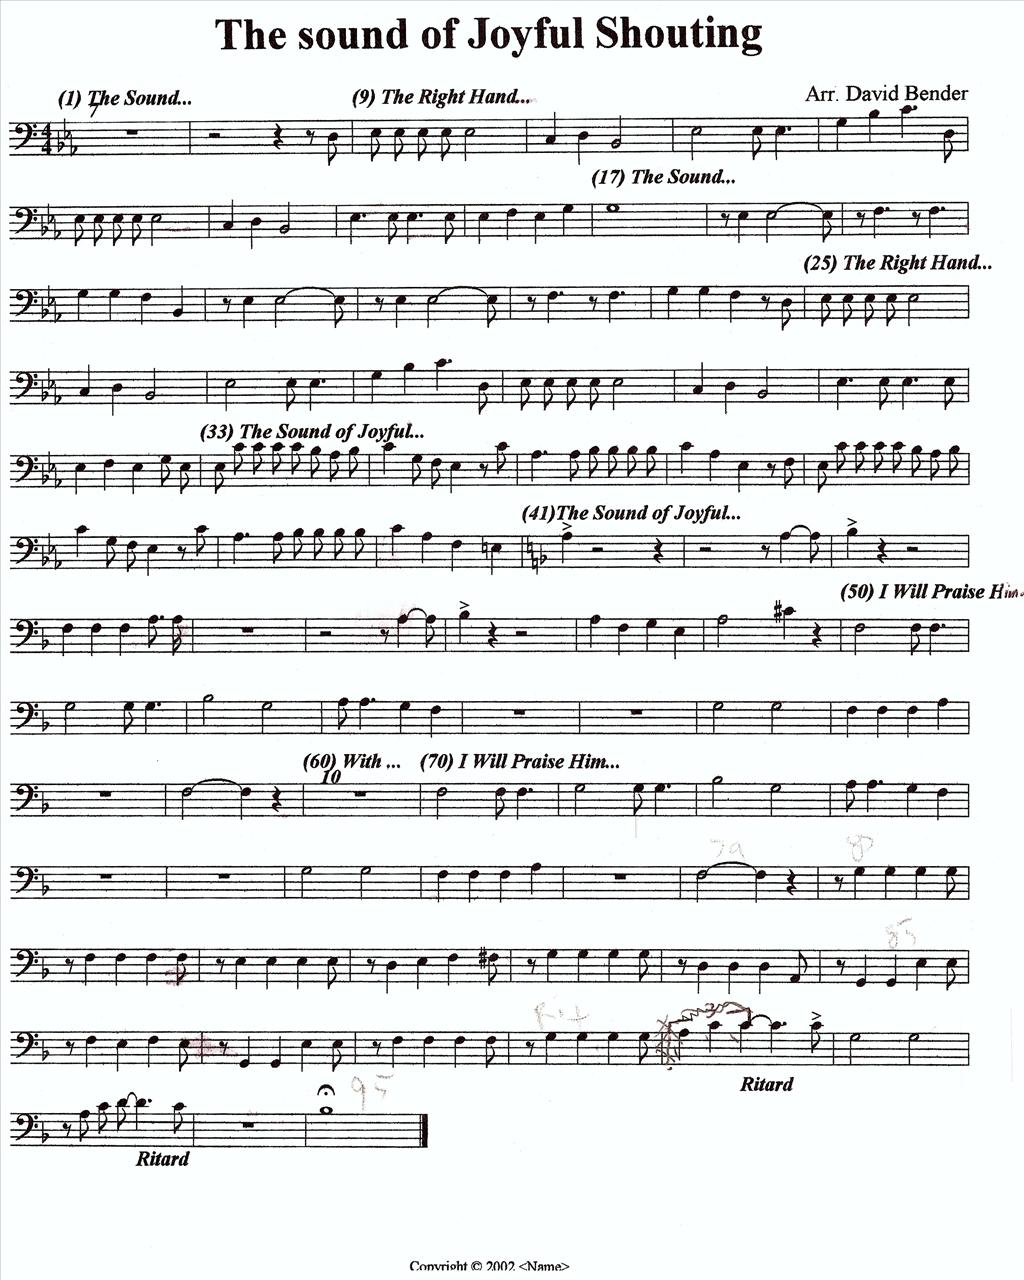 The sound of Joyful Shouting
(1) The Sound... (9) The Right Hand... Arr. David Bender
7
(17) The Sound...
(25) The Right Hand...
(33) The Sound of Joyful...
(41)The Sound of Joyful...
(50) I Will Praise Him.
(60) With ... (70) I Will Praise Him...
10
79 80
85
Rit
Ritard
95
Ritard
Copyright © 2002 <Name>